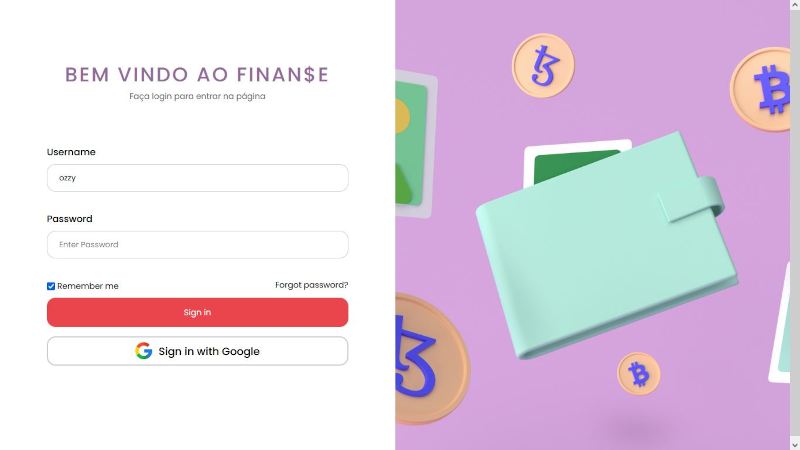 BEM VINDO AO FINAN$E
Faça login para entrar na página
Username
ozzy
Password
Enter Password
Remember me
Forgot password?
Sign in
Sign in with Google